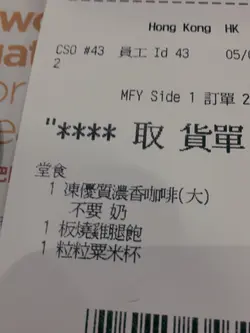 Hong Kong HK
CSO #43 員工 Id 43 05/0
2
MFY Side 1 訂單 2
"**** 取 貨單
堂食
1 凍優質濃香咖啡(大)
不要 奶
1 板燒雞腿飽
1 粒粒粟米杯